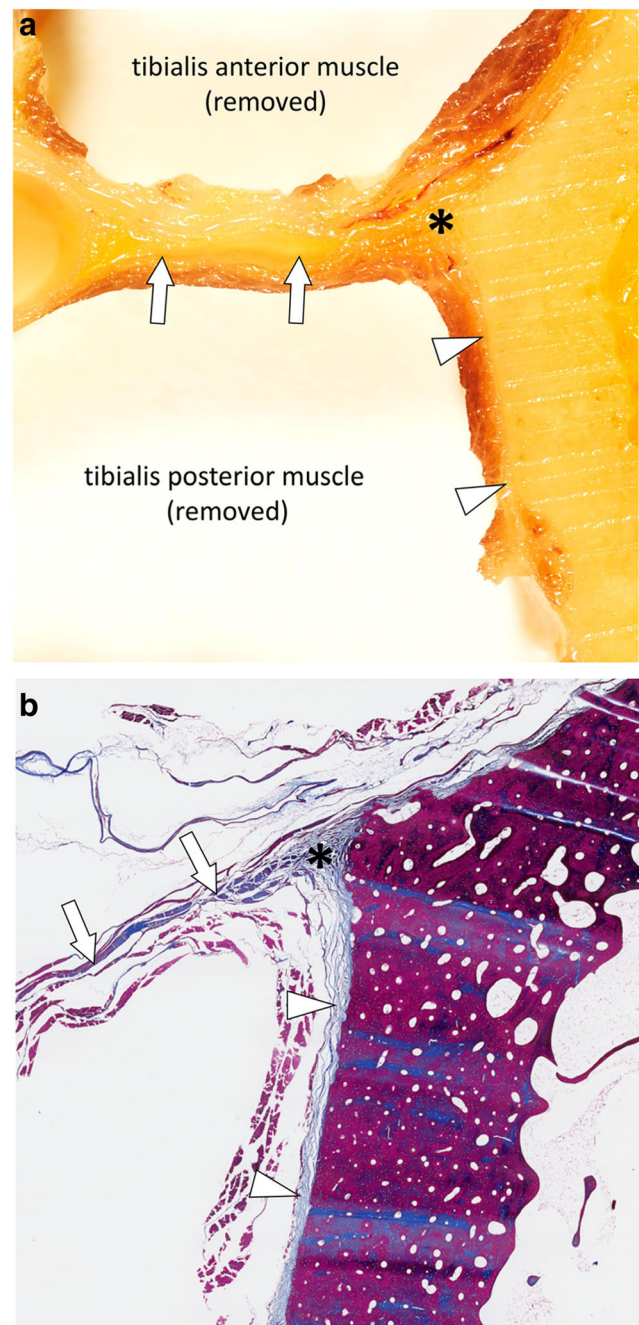 a
tibialis anterior muscle
(removed)
*
tibialis posterior muscle
(removed)
b
*